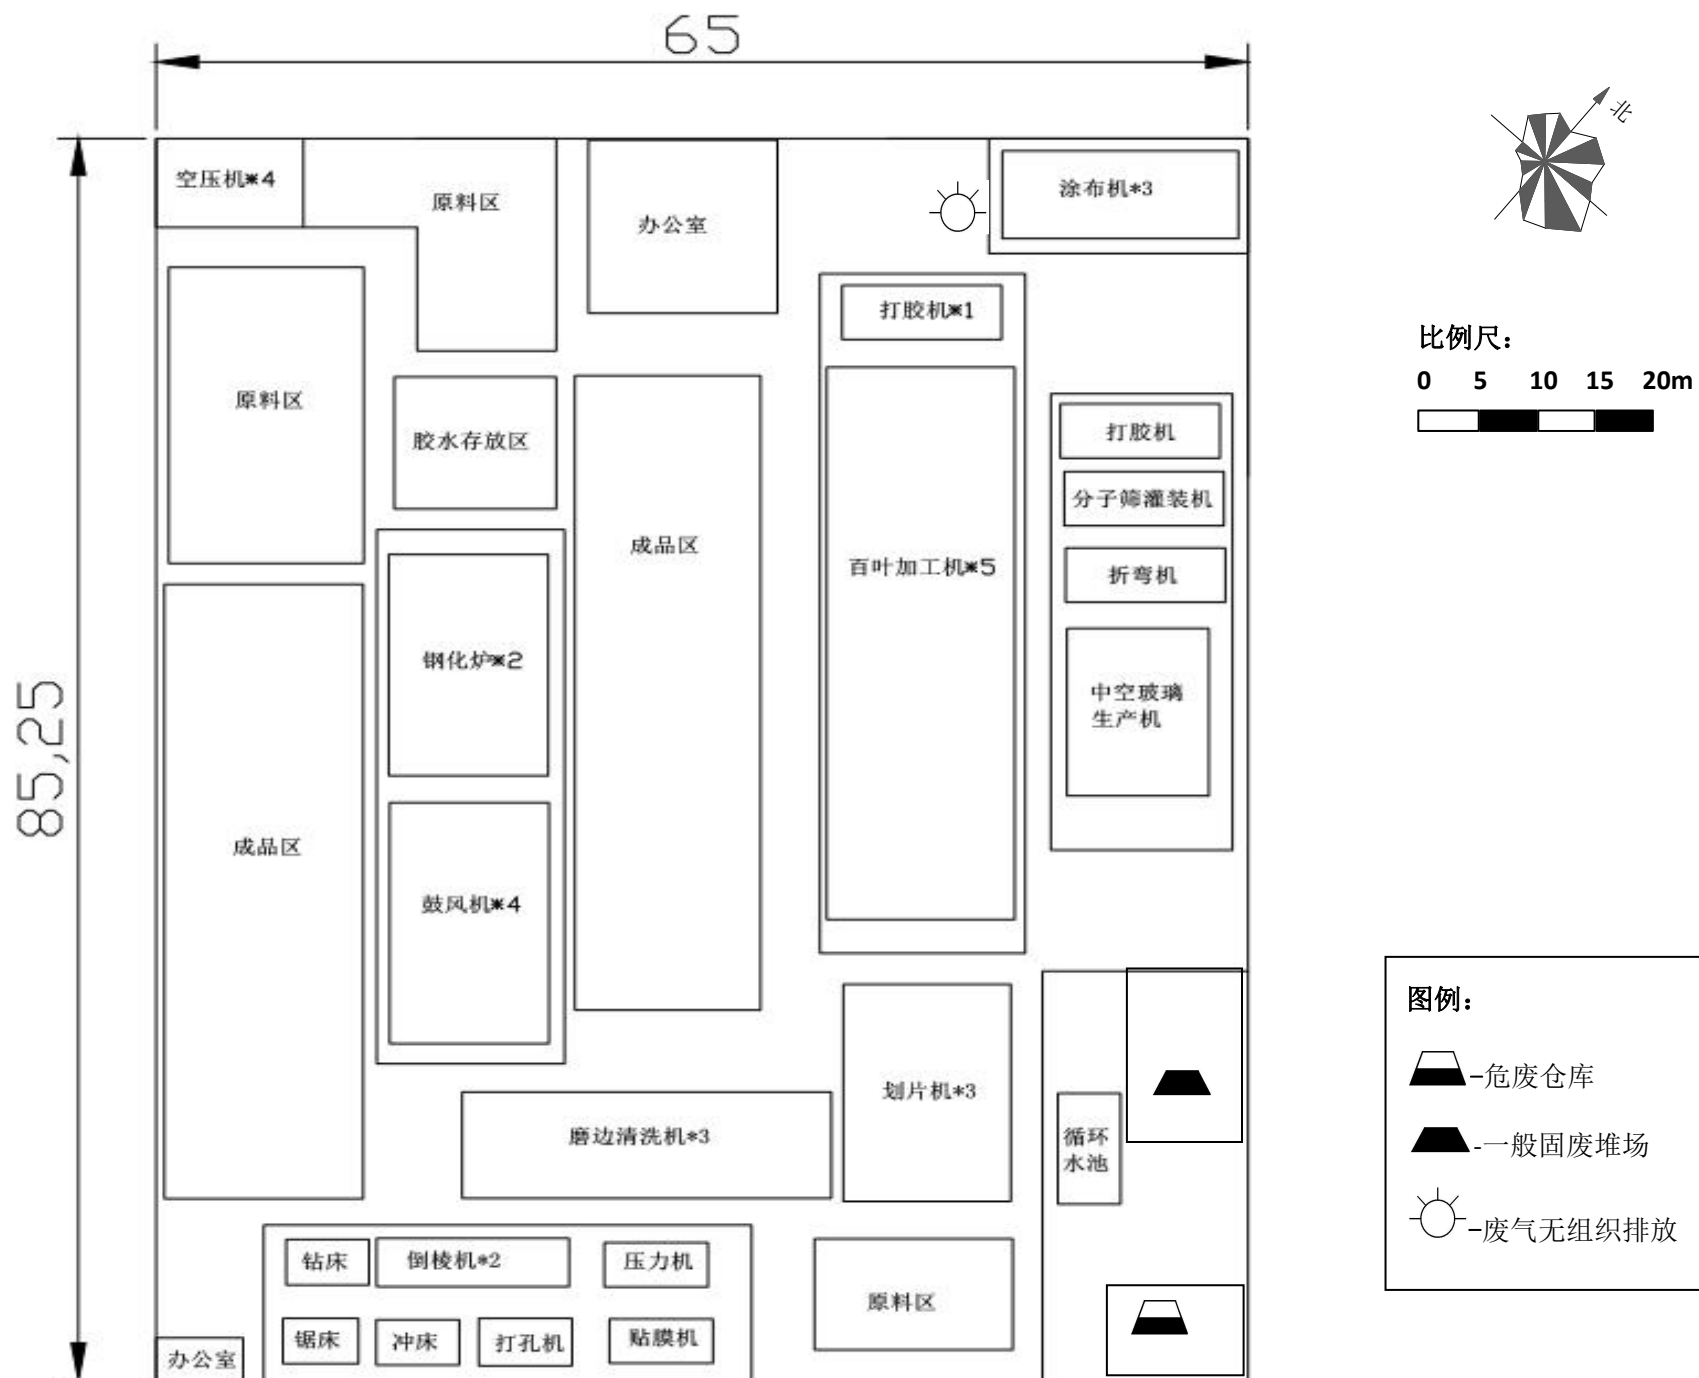 65
北
空压机*4
原料区
办公室
涂布机*3
打胶机*1
比例尺：
0 5 10 15 20m
原料区
胶水存放区
打胶机
分子筛灌装机
成品区
百叶加工机*5
折弯机
钢化炉*2
中空玻璃
生产机
85,25
成品区
鼓风机*4
划片机*3
磨边清洗机*3
循环
水池
图例：
-危废仓库
-一般固废堆场
-废气无组织排放
钻床
倒棱机*2
压力机
原料区
锯床
冲床
打孔机
贴膜机
办公室